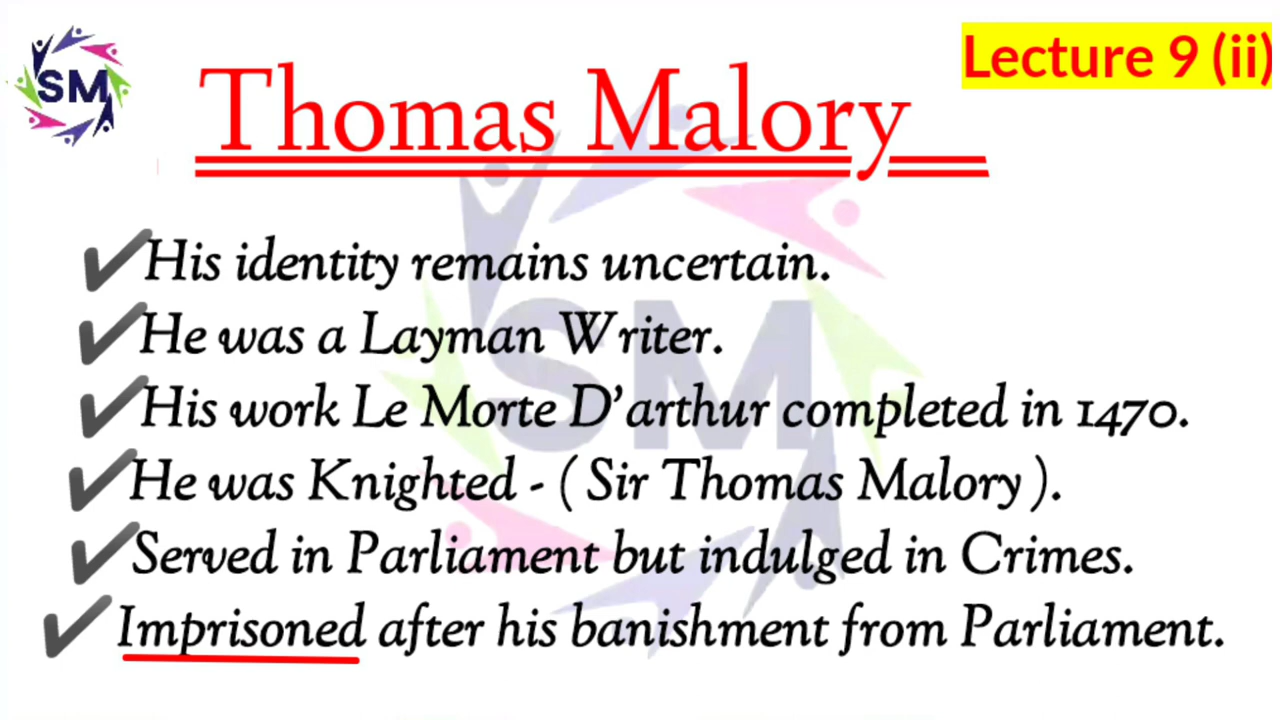 SM
Lecture 9 (ii)
Thomas Malory
His identity remains uncertain.
He was a Layman Writer.
His work Le Morte D'arthur completed in 1470.
He was Knighted - ( Sir Thomas Malory ).
Served in Parliament but indulged in Crimes.
Imprisoned after his banishment from Parliament.
SM